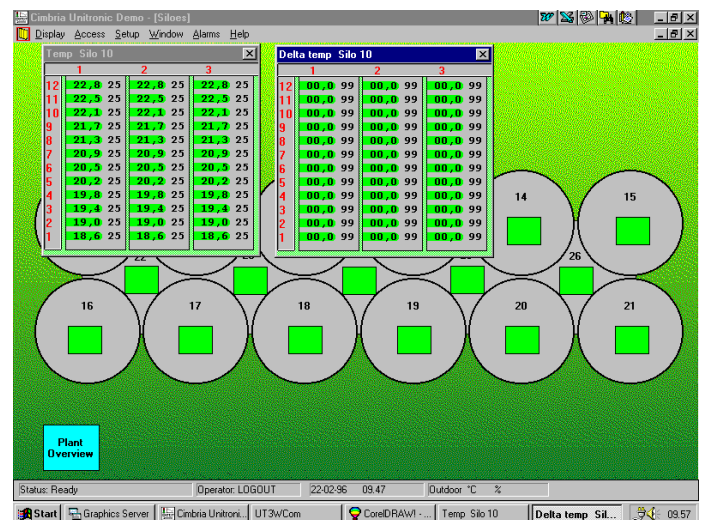 Cimbria Unitronic Demo - [Siloes]
Display Access Setup Window Alarms Help
Temp Silo 10
1 2 3
12 22,8 25 22,8 25 22,8 25
11 22,5 25 22,5 25 22,5 25
10 22,1 25 22,1 25 22,1 25
9 21,7 25 21,7 25 21,7 25
8 21,3 25 21,3 25 21,3 25
7 20,9 25 20,9 25 20,9 25
6 20,5 25 20,5 25 20,5 25
5 20,2 25 20,2 25 20,2 25
4 19,8 25 19,8 25 19,8 25
3 19,4 25 19,4 25 19,4 25
2 19,0 25 19,0 25 19,0 25
1 18,6 25 18,6 25 18,6 25
Delta temp Silo 10
1 2 3
12 00,0 99 00,0 99 00,0 99
11 00,0 99 00,0 99 00,0 99
10 00,0 99 00,0 99 00,0 99
9 00,0 99 00,0 99 00,0 99
8 00,0 99 00,0 99 00,0 99
7 00,0 99 00,0 99 00,0 99
6 00,0 99 00,0 99 00,0 99
5 00,0 99 00,0 99 00,0 99
4 00,0 99 00,0 99 00,0 99
3 00,0 99 00,0 99 00,0 99
2 00,0 99 00,0 99 00,0 99
1 00,0 99 00,0 99 00,0 99
14 15
26
16 17 18 19 20 21
Plant
Overview
Status: Ready Operator: LOGOUT 22-02-96 09.47 Outdoor °C %
Start Graphics Server Cimbria Unitroni... UT3WCom CorelDRAW! - ... Temp Silo 10 Delta temp Sil... 09.57